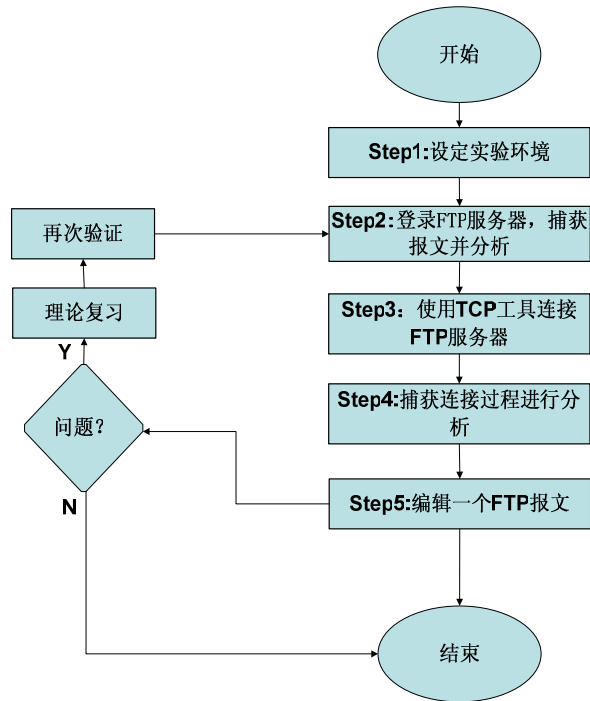 开始
Step1:设定实验环境
Step2:登录FTP服务器，捕获
报文并分析
Step3：使用TCP工具连接
FTP服务器
Step4:捕获连接过程进行分
析
Step5:编辑一个FTP报文
结束
再次验证
理论复习
Y
问题？
N